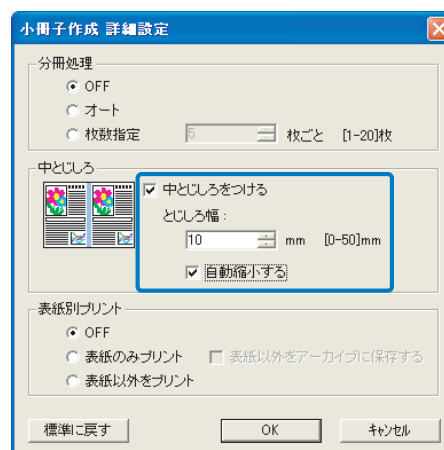 小冊子作成 詳細設定
分冊処理
OFF
オート
枚数指定 5 枚ごと [1-20]枚
中とじしろ
中とじしろをつける
とじしろ幅：
10 mm [0-50]mm
自動縮小する
表紙別プリント
OFF
表紙のみプリント 表紙以外をアーカイブに保存する
表紙以外をプリント
標準に戻す OK キャンセル